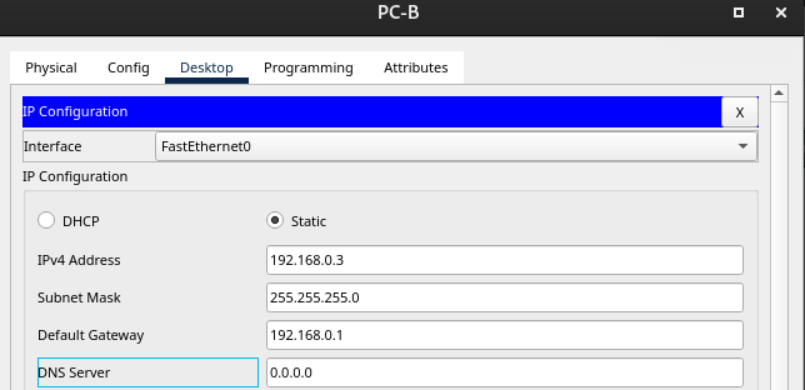 PC-B
Physical Config Desktop Programming Attributes
IP Configuration X
Interface FastEthernet0
IP Configuration
DHCP Static
IPv4 Address 192.168.0.3
Subnet Mask 255.255.255.0
Default Gateway 192.168.0.1
DNS Server 0.0.0.0